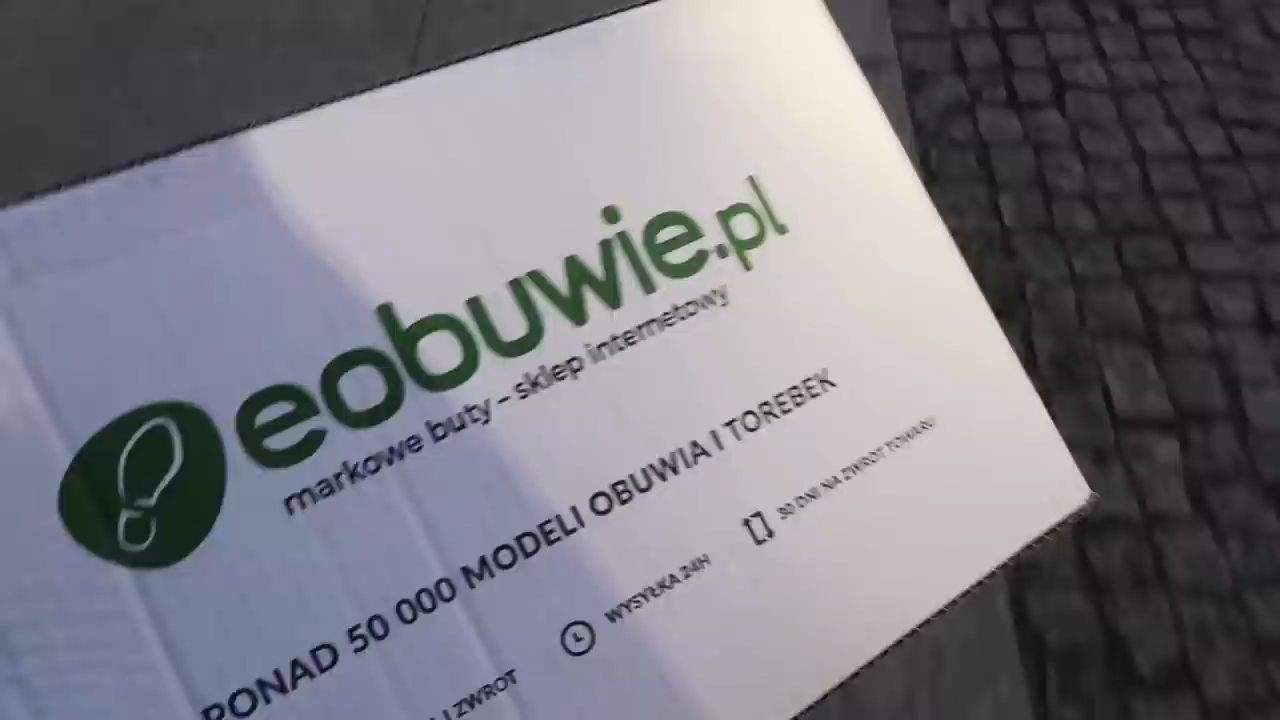 eobuwie.pl
markowe buty - sklep internetowy
PONAD 50 000 MODELI OBUWIA I TOREBEK
I ZWROT
WYSYŁKA 24H
30 DNI NA ZWROT TOWARU